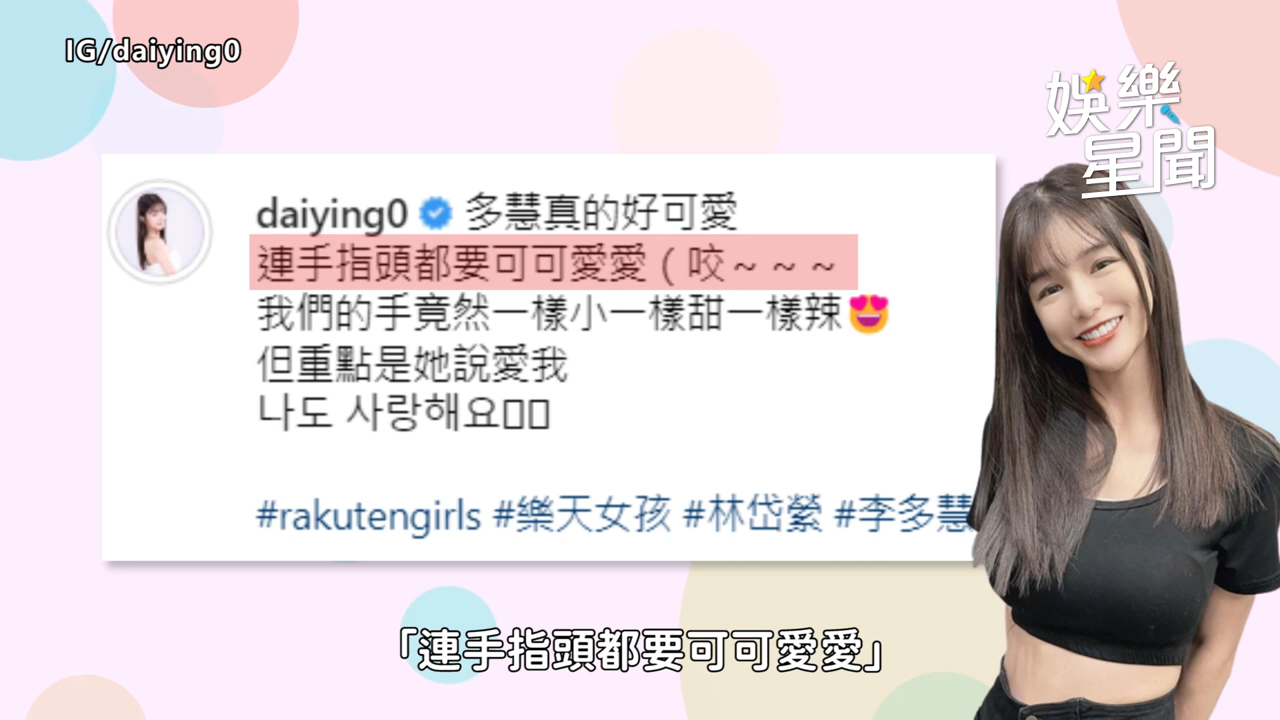 IG/daiying0
娛樂
星聞
daiying0 多慧真的好可愛
連手指頭都要可可愛愛（咬~~~
我們的手竟然一樣小一樣甜一樣辣😍
但重點是她說愛我
나도 사랑해요▯▯
#rakutengirls #樂天女孩 #林岱縈 #李多慧
「連手指頭都要可可愛愛」